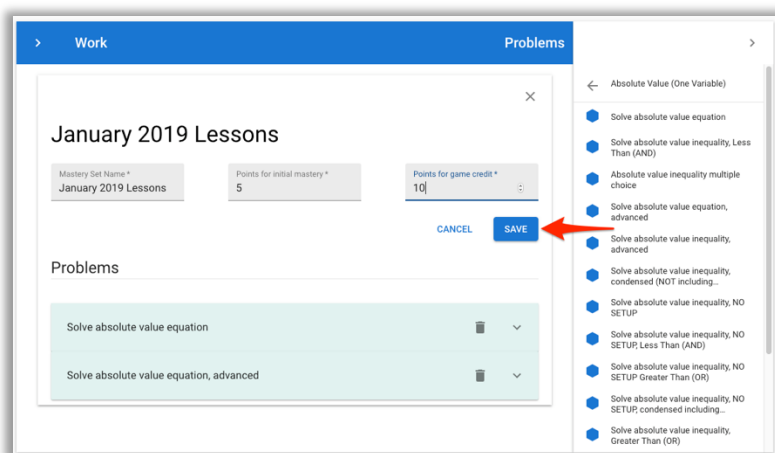 Work
Problems
January 2019 Lessons
Mastery Set Name *
January 2019 Lessons
Points for initial mastery *
5
Points for game credit *
10
CANCEL
SAVE
Problems
Solve absolute value equation
Solve absolute value equation, advanced
Absolute Value (One Variable)
Solve absolute value equation
Solve absolute value inequality, Less
Than (AND)
Absolute value inequality multiple
choice
Solve absolute value equation,
advanced
Solve absolute value inequality,
advanced
Solve absolute value inequality,
condensed (NOT including...
Solve absolute value inequality, NO
SETUP
Solve absolute value inequality, NO
SETUP, Less Than (AND)
Solve absolute value inequality, NO
SETUP Greater Than (OR)
Solve absolute value inequality, NO
SETUP, condensed including...
Solve absolute value inequality,
Greater Than (OR)